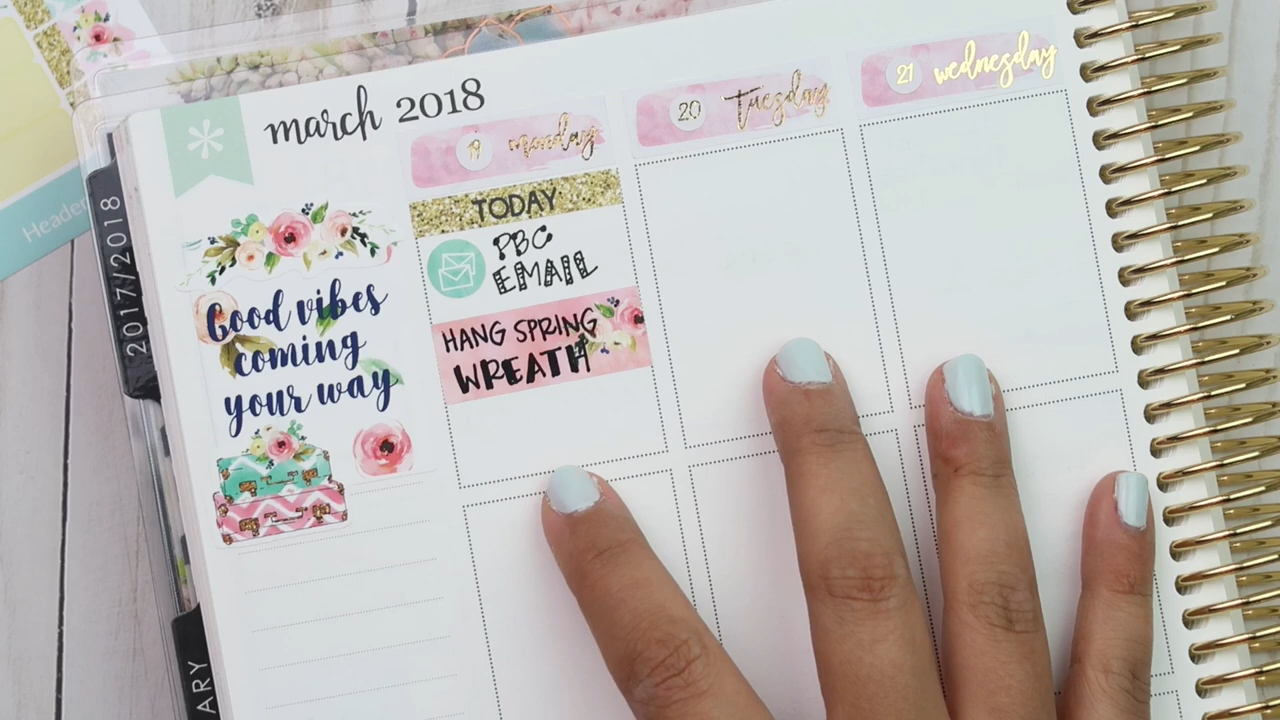 Header
2017/2018
ARY
march 2018
19 monday
20 Tuesday
21 wednesday
TODAY
PBC
EMAIL
HANG SPRING
WREATH
Good vibes
coming
your way